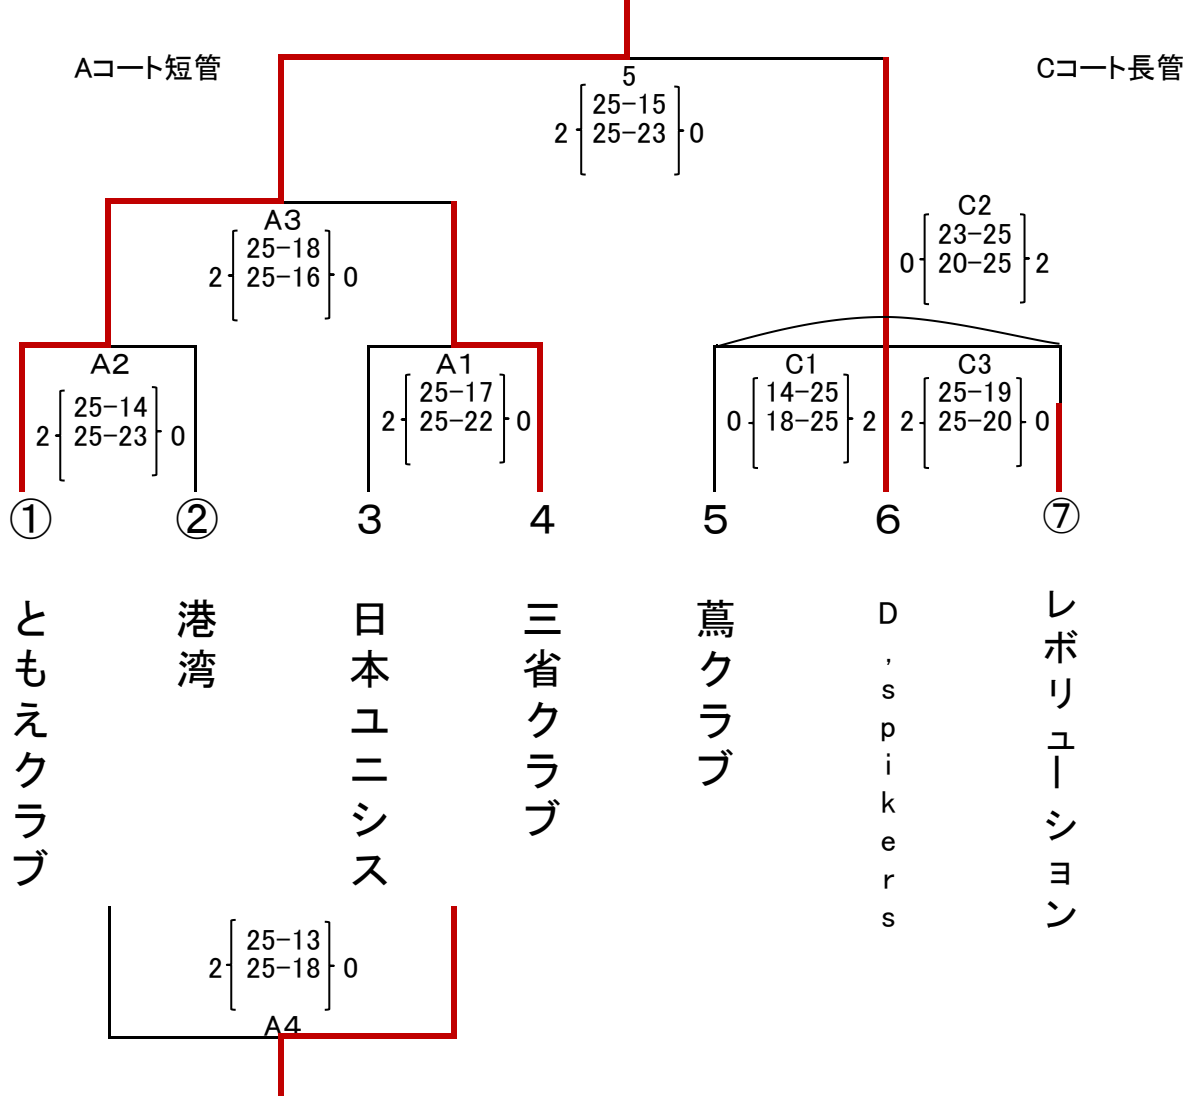 Aコート短管
Cコート長管
5
25−15
2 25−23 0
A3
25−18
2 25−16 0
C2
23−25
0 20−25 2
A2
25−14
2 25−23 0
A1
25−17
2 25−22 0
C1
14−25
0 18−25 2
C3
25−19
2 25−20 0
① ② 3 4 5 6 ⑦
ともえクラブ
港湾
日本ユニシス
三省クラブ
蔦クラブ
D,spikers
レボリューション
25−13
2 25−18 0
A4